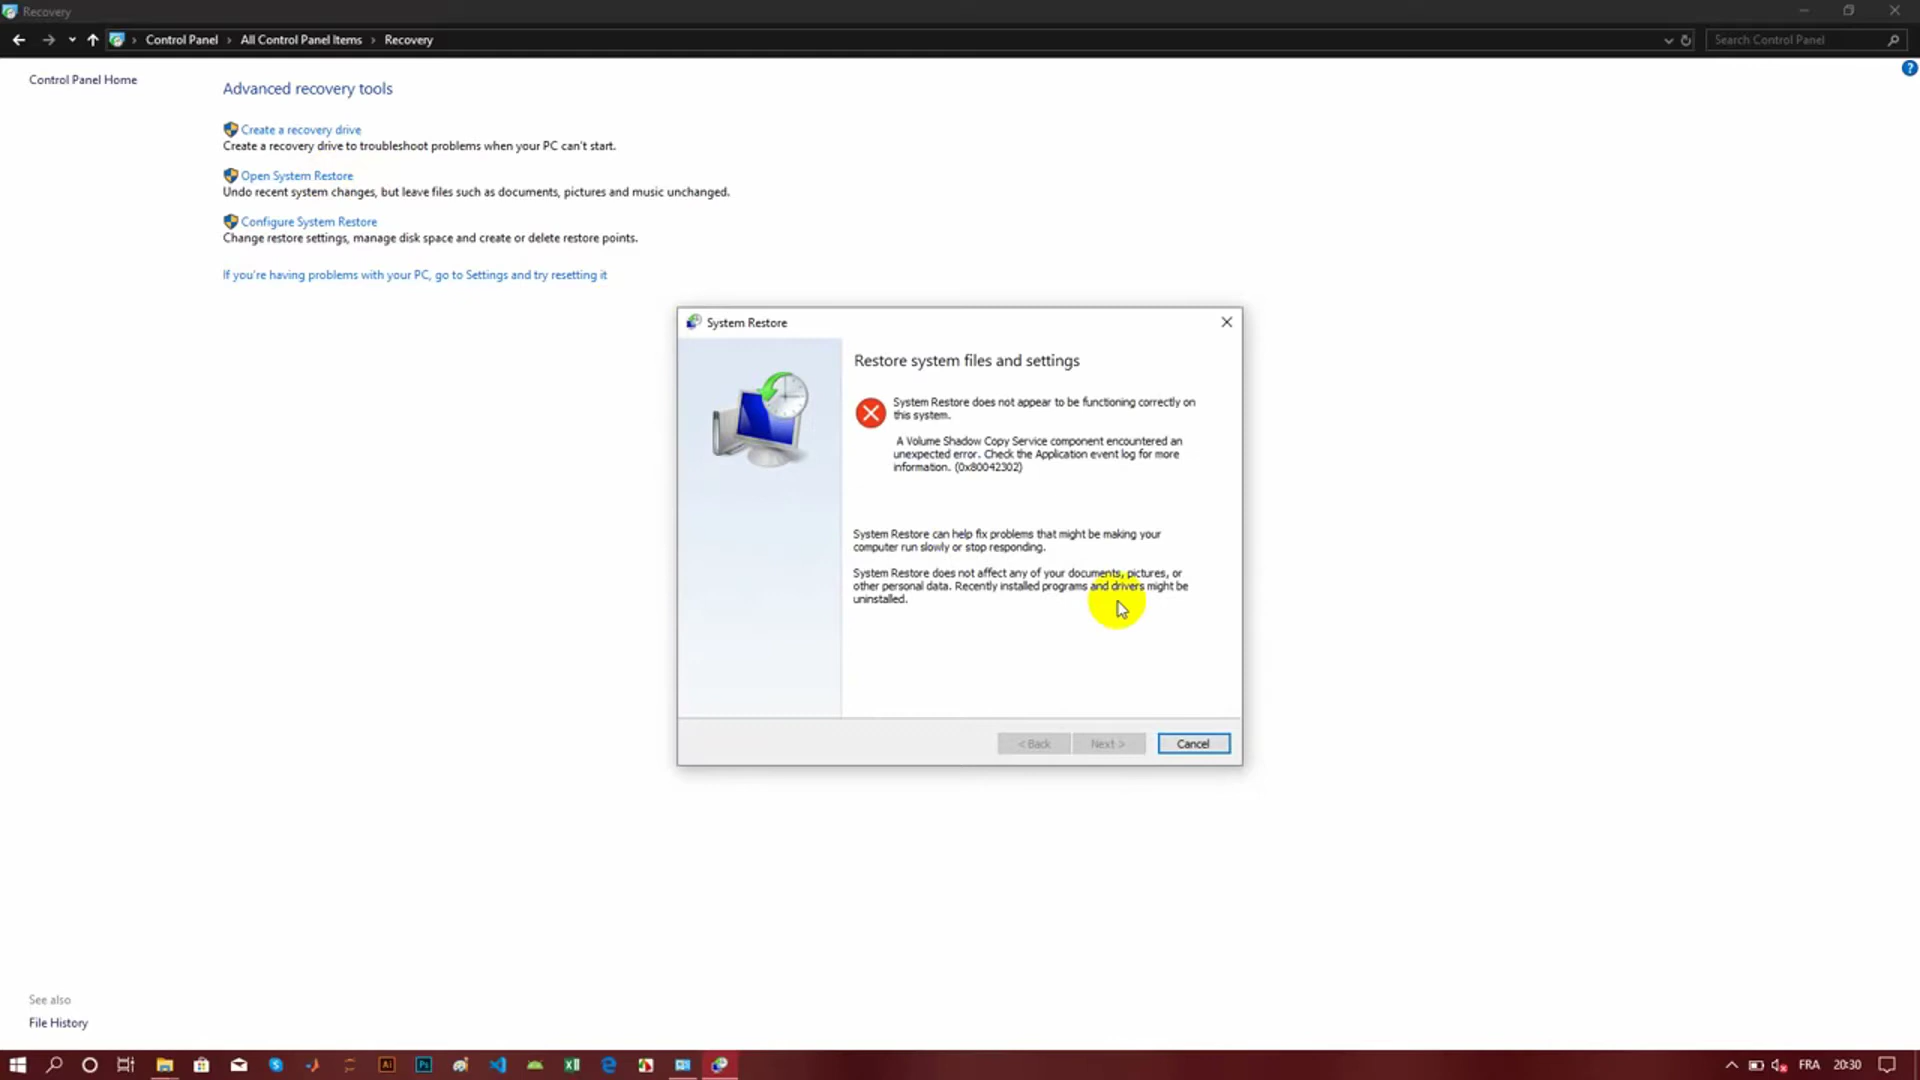 Recovery
Control Panel > All Control Panel Items > Recovery
Search Control Panel
Control Panel Home
Advanced recovery tools
Create a recovery drive
Create a recovery drive to troubleshoot problems when your PC can't start.
Open System Restore
Undo recent system changes, but leave files such as documents, pictures and music unchanged.
Configure System Restore
Change restore settings, manage disk space and create or delete restore points.
If you're having problems with your PC, go to Settings and try resetting it
System Restore
Restore system files and settings
System Restore does not appear to be functioning correctly on
this system.
A Volume Shadow Copy Service component encountered an
unexpected error. Check the Application event log for more
information. (0x80042302)
System Restore can help fix problems that might be making your
computer run slowly or stop responding.
System Restore does not affect any of your documents, pictures, or
other personal data. Recently installed programs and drivers might be
uninstalled.
< Back
Next >
Cancel
See also
File History
Ai
Ps
FRA
20:30